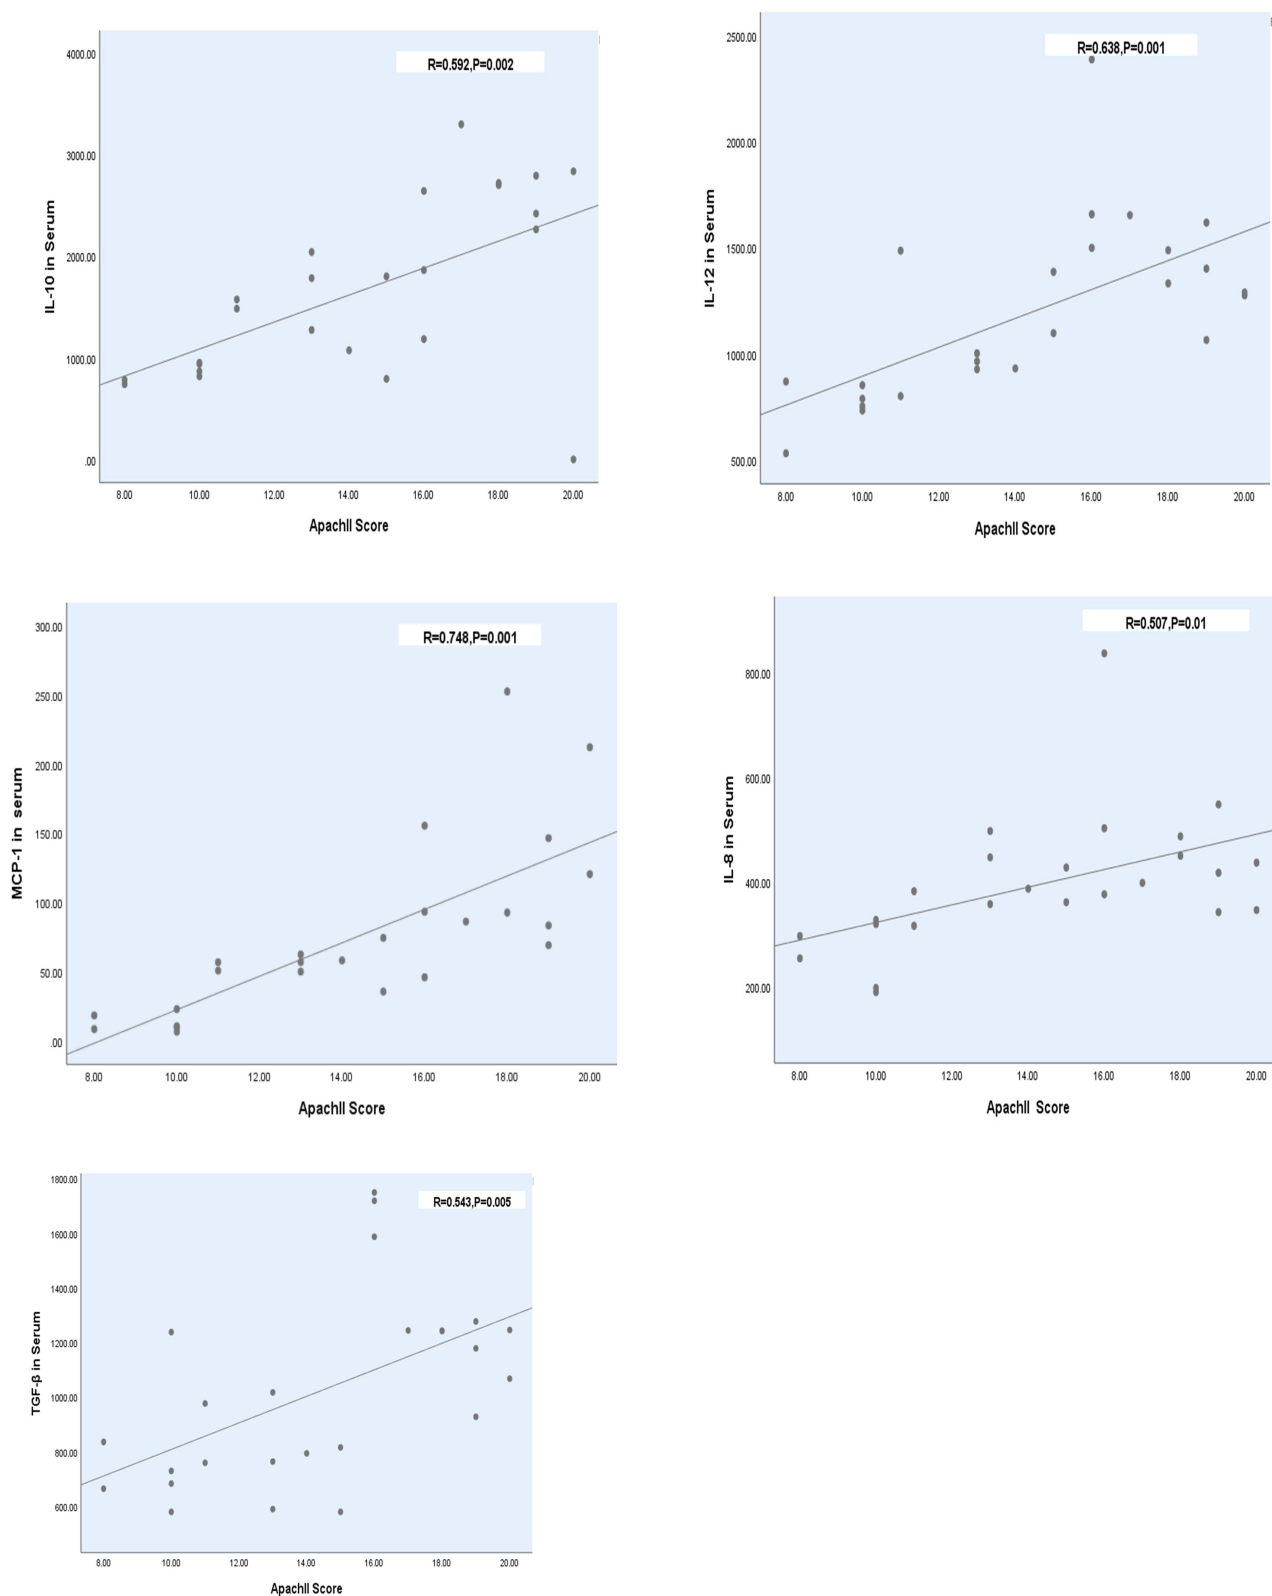 R=0.592,P=0.002
4000.00
3000.00
2000.00
1000.00
.00
IL-10 in Serum
8.00 10.00 12.00 14.00 16.00 18.00 20.00
ApachII Score
R=0.638,P=0.001
2500.00
2000.00
1500.00
1000.00
500.00
IL-12 in Serum
8.00 10.00 12.00 14.00 16.00 18.00 20.00
ApachII Score
R=0.748,P=0.001
300.00
250.00
200.00
150.00
100.00
50.00
.00
MCP-1 in serum
8.00 10.00 12.00 14.00 16.00 18.00 20.00
ApachII Score
R=0.507,P=0.01
800.00
600.00
400.00
200.00
IL-8 in Serum
8.00 10.00 12.00 14.00 16.00 18.00 20.00
ApachII Score
R=0.543,P=0.005
1800.00
1600.00
1400.00
1200.00
1000.00
800.00
600.00
TGF-β in Serum
8.00 10.00 12.00 14.00 16.00 18.00 20.00
ApachII Score